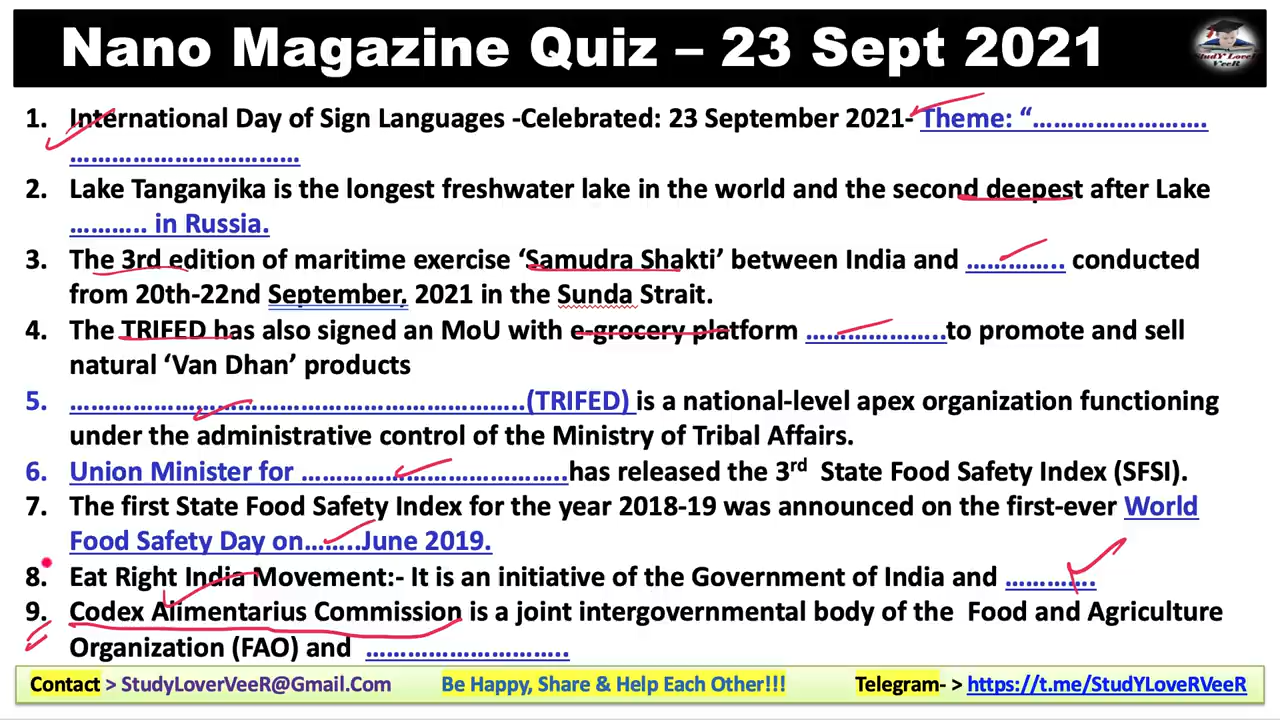 Nano Magazine Quiz – 23 Sept 2021
StudY LoveR
VeeR
1. International Day of Sign Languages -Celebrated: 23 September 2021- Theme: “……………………..
……………………………
2. Lake Tanganyika is the longest freshwater lake in the world and the second deepest after Lake
……….. in Russia.
3. The 3rd edition of maritime exercise ‘Samudra Shakti’ between India and ………….. conducted
from 20th-22nd September, 2021 in the Sunda Strait.
4. The TRIFED has also signed an MoU with e-grocery platform ………………..to promote and sell
natural ‘Van Dhan’ products
5. ………………………………………………………..(TRIFED) is a national-level apex organization functioning
under the administrative control of the Ministry of Tribal Affairs.
6. Union Minister for ………………………………..has released the 3rd State Food Safety Index (SFSI).
7. The first State Food Safety Index for the year 2018-19 was announced on the first-ever World
Food Safety Day on……..June 2019.
8. Eat Right India Movement:- It is an initiative of the Government of India and ………….
9. Codex Alimentarius Commission is a joint intergovernmental body of the Food and Agriculture
Organization (FAO) and ………………………..
Contact > StudyLoverVeeR@Gmail.Com Be Happy, Share & Help Each Other!!! Telegram- > https://t.me/StudYLoveRVeeR